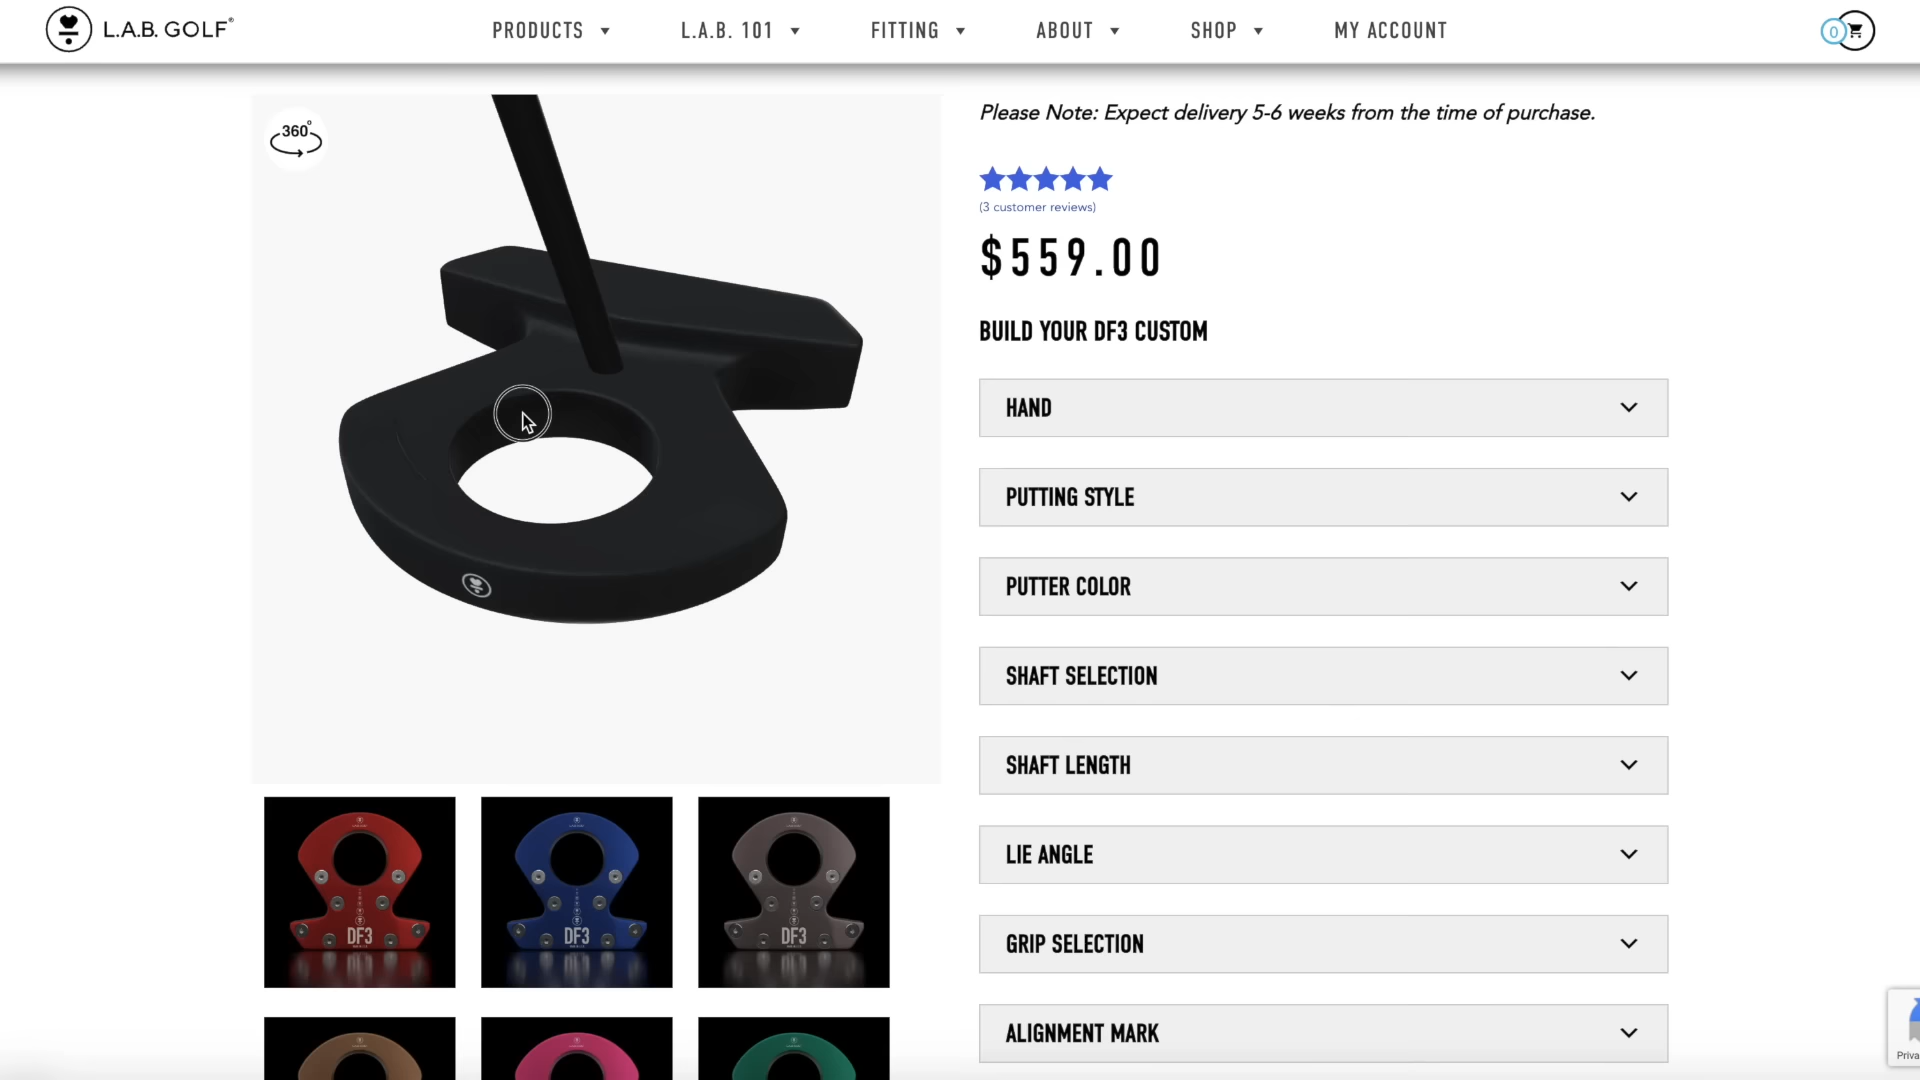 L.A.B. GOLF®
PRODUCTS
L.A.B. 101
FITTING
ABOUT
SHOP
MY ACCOUNT
0
360°
Please Note: Expect delivery 5-6 weeks from the time of purchase.
(3 customer reviews)
$559.00
BUILD YOUR DF3 CUSTOM
HAND
PUTTING STYLE
PUTTER COLOR
SHAFT SELECTION
SHAFT LENGTH
LIE ANGLE
GRIP SELECTION
ALIGNMENT MARK
DF3
DF3
DF3
Priva